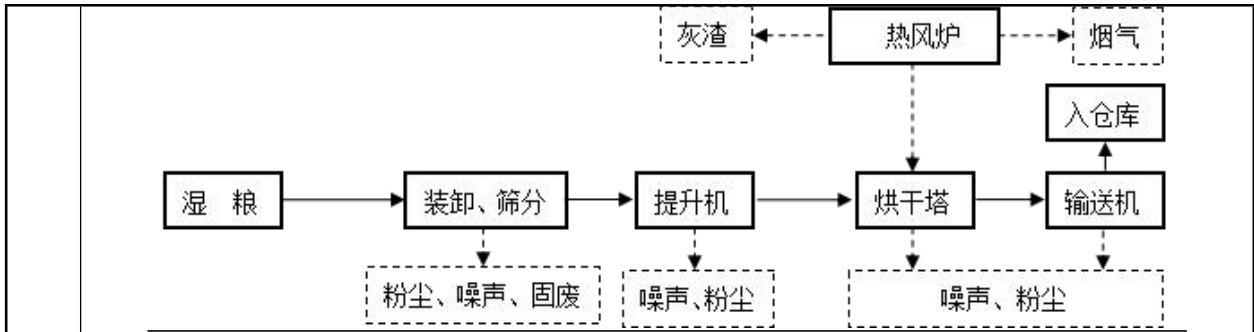 灰渣
热风炉
烟气
入仓库
湿 粮
装卸、筛分
提升机
烘干塔
输送机
粉尘、噪声、固废
噪声、粉尘
噪声、粉尘